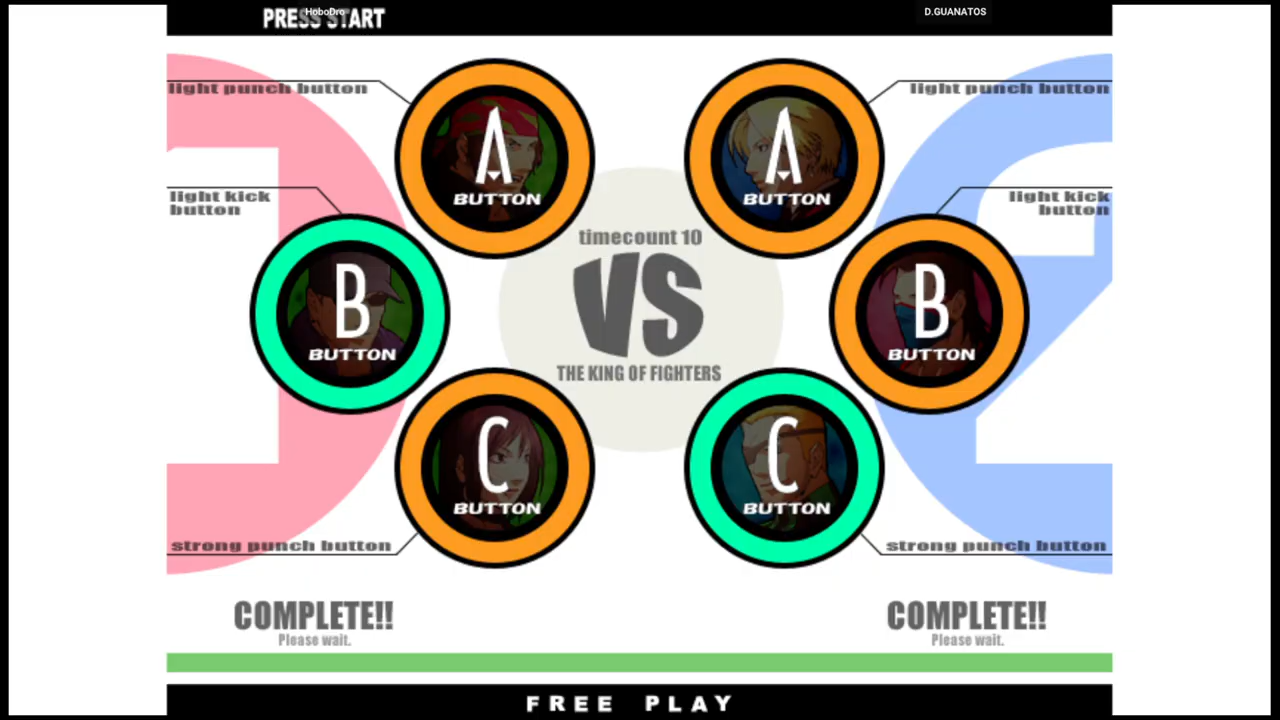 PRESS START
HoboDro
D.GUANATOS
light punch button
light punch button
A
BUTTON
A
BUTTON
light kick
button
light kick
button
timecount 10
VS
THE KING OF FIGHTERS
B
BUTTON
B
BUTTON
C
BUTTON
C
BUTTON
strong punch button
strong punch button
COMPLETE!!
Please wait.
COMPLETE!!
Please wait.
FREE PLAY